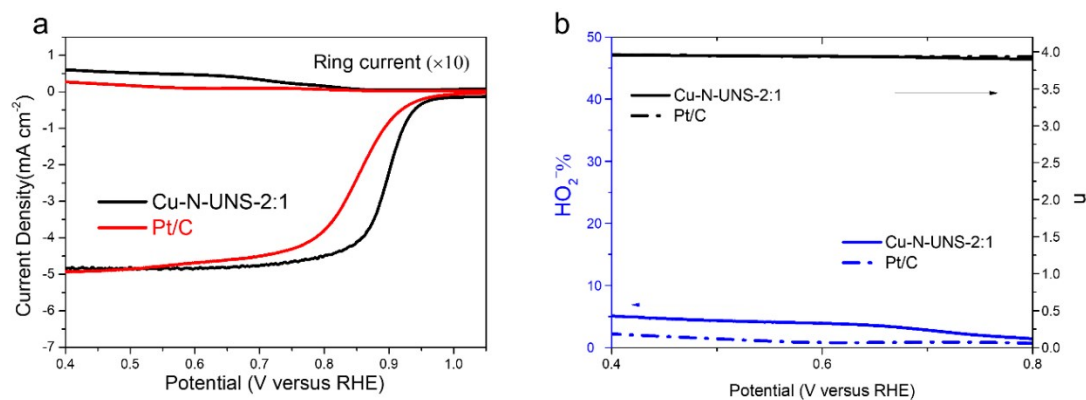 a
Ring current (×10)
Cu-N-UNS-2:1
Pt/C
Current Density(mA cm⁻²)
1
0
-1
-2
-3
-4
-5
-6
-7
0.4 0.5 0.6 0.7 0.8 0.9 1.0
Potential (V versus RHE)
b
Cu-N-UNS-2:1
Pt/C
Cu-N-UNS-2:1
Pt/C
HO₂⁻%
50
40
30
20
10
5
0
n
4.0
3.5
3.0
2.5
2.0
1.5
1.0
0.5
0.0
0.4 0.6 0.8
Potential (V versus RHE)